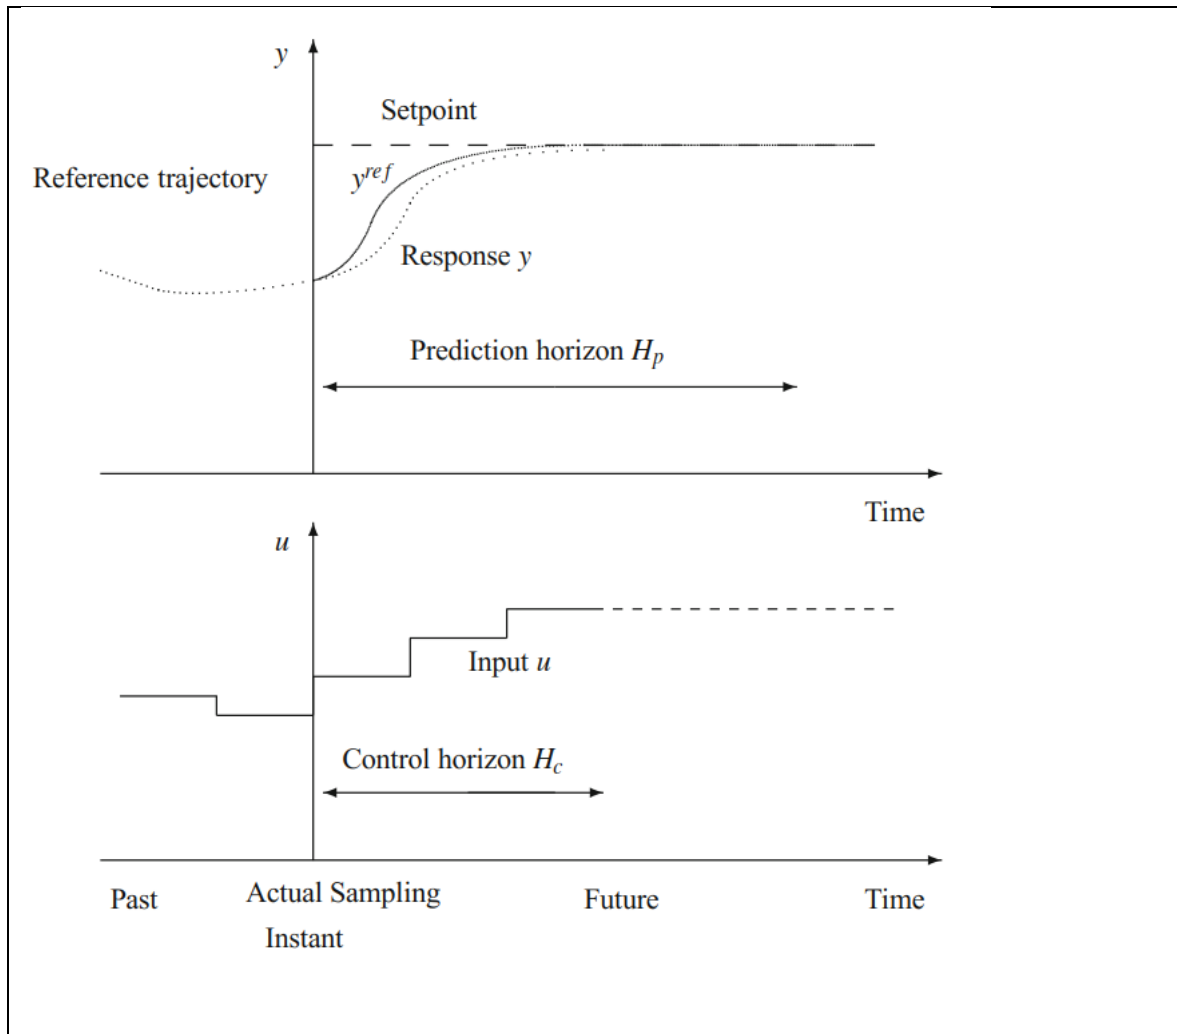 y
Setpoint
Reference trajectory
y^ref
Response y
Prediction horizon H_p
Time
u
Input u
Control horizon H_c
Past
Actual Sampling
Instant
Future
Time